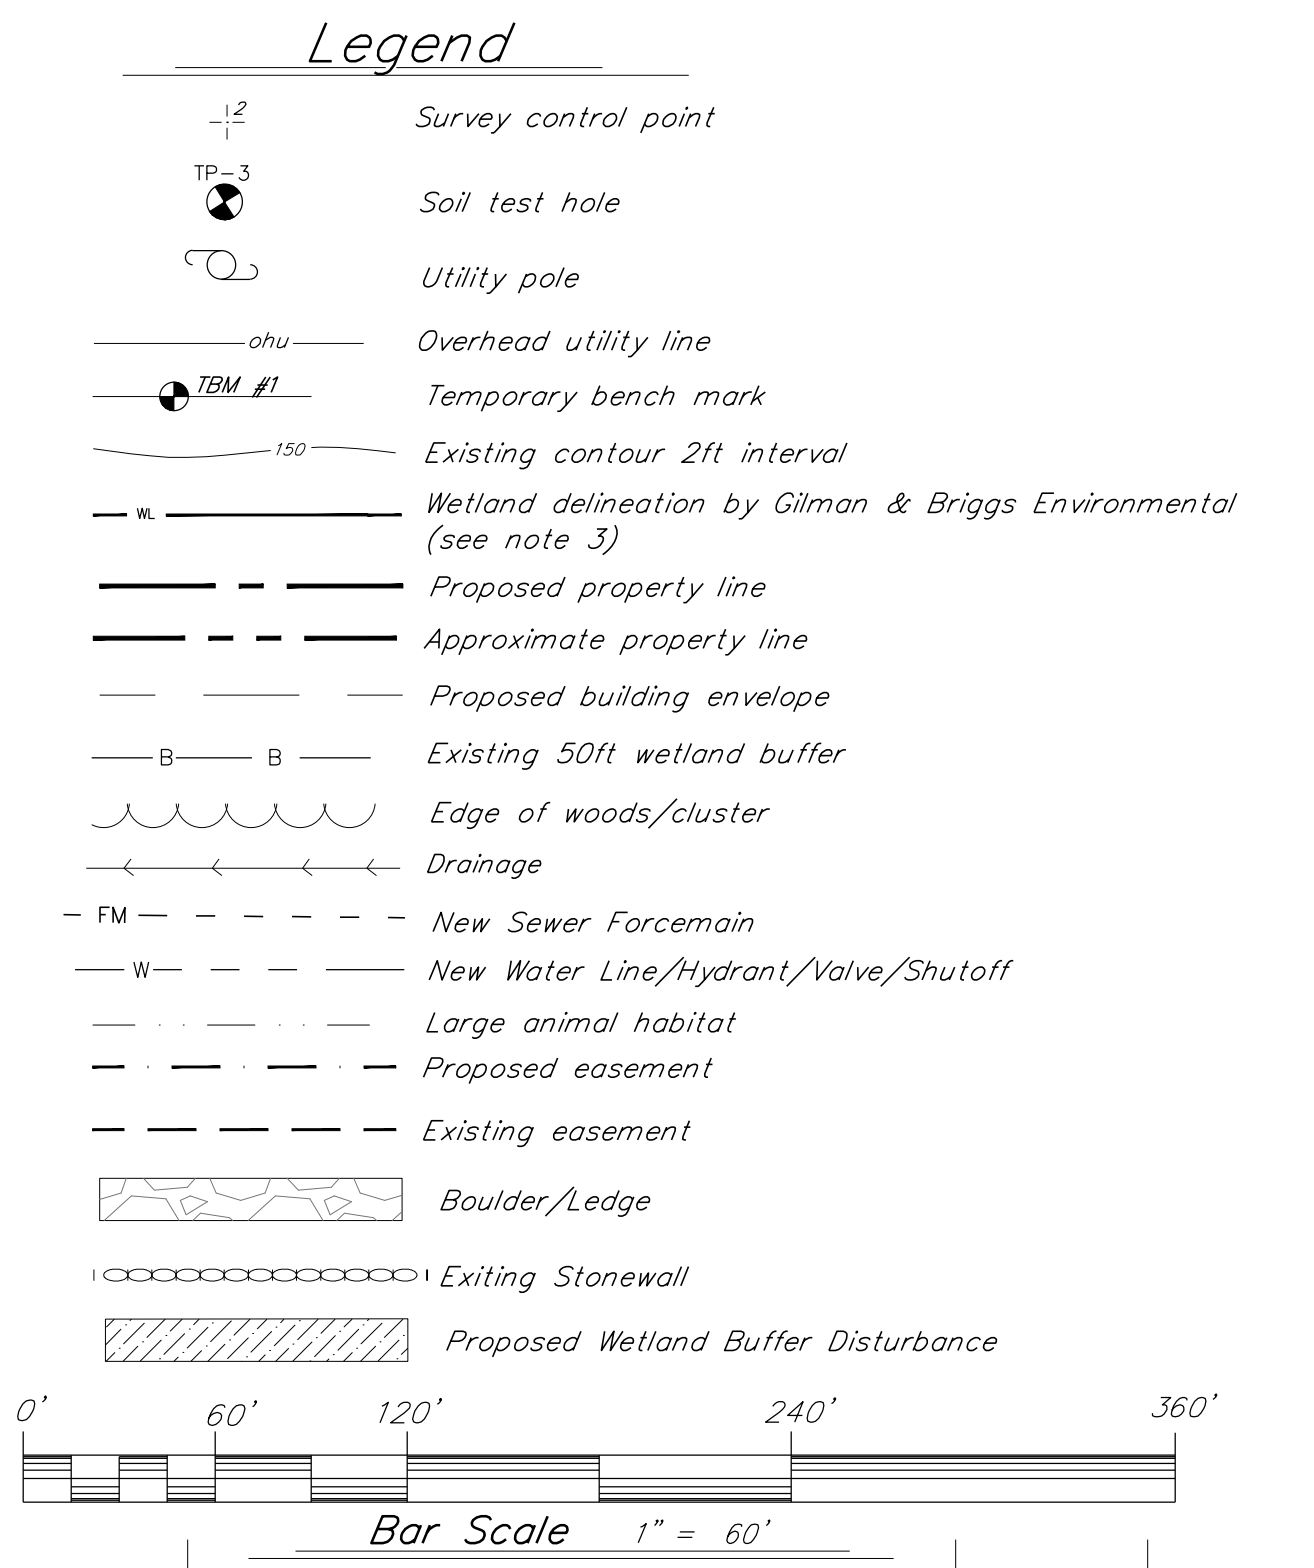 Legend
2 Survey control point
TP-3
Soil test hole
Utility pole
ohu Overhead utility line
TBM #1 Temporary bench mark
150 Existing contour 2ft interval
WL Wetland delineation by Gilman & Briggs Environmental
(see note 3)
Proposed property line
Approximate property line
Proposed building envelope
B B Existing 50ft wetland buffer
Edge of woods/cluster
Drainage
FM New Sewer Forcemain
W New Water Line/Hydrant/Valve/Shutoff
Large animal habitat
Proposed easement
Existing easement
Boulder/Ledge
Exiting Stonewall
Proposed Wetland Buffer Disturbance
0' 60' 120' 240' 360'
Bar Scale 1" = 60'